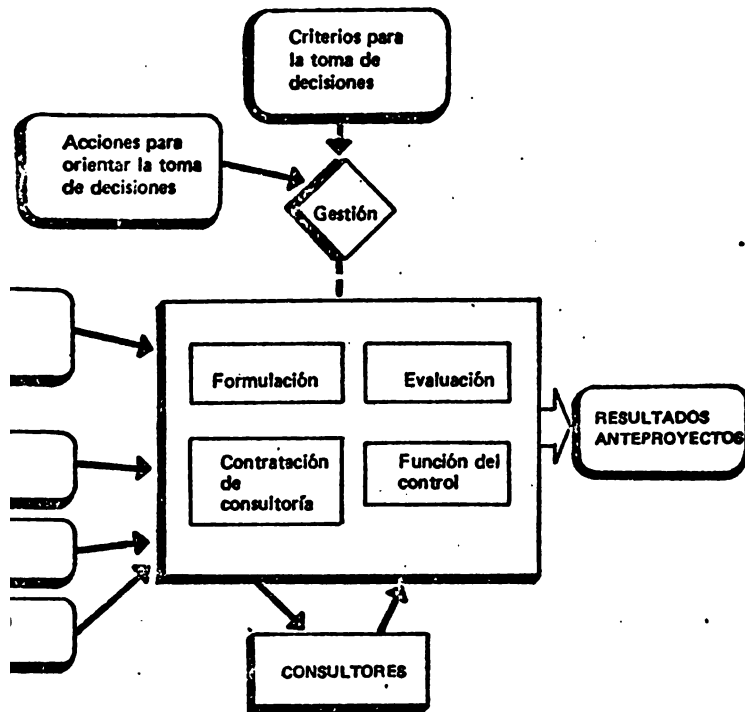 Criterios para
la toma de
decisiones
Acciones para
orientar la toma
de decisiones
Gestión
Formulación
Evaluación
Contratación
de
consultoría
Función del
control
RESULTADOS
ANTEPROYECTOS
CONSULTORES